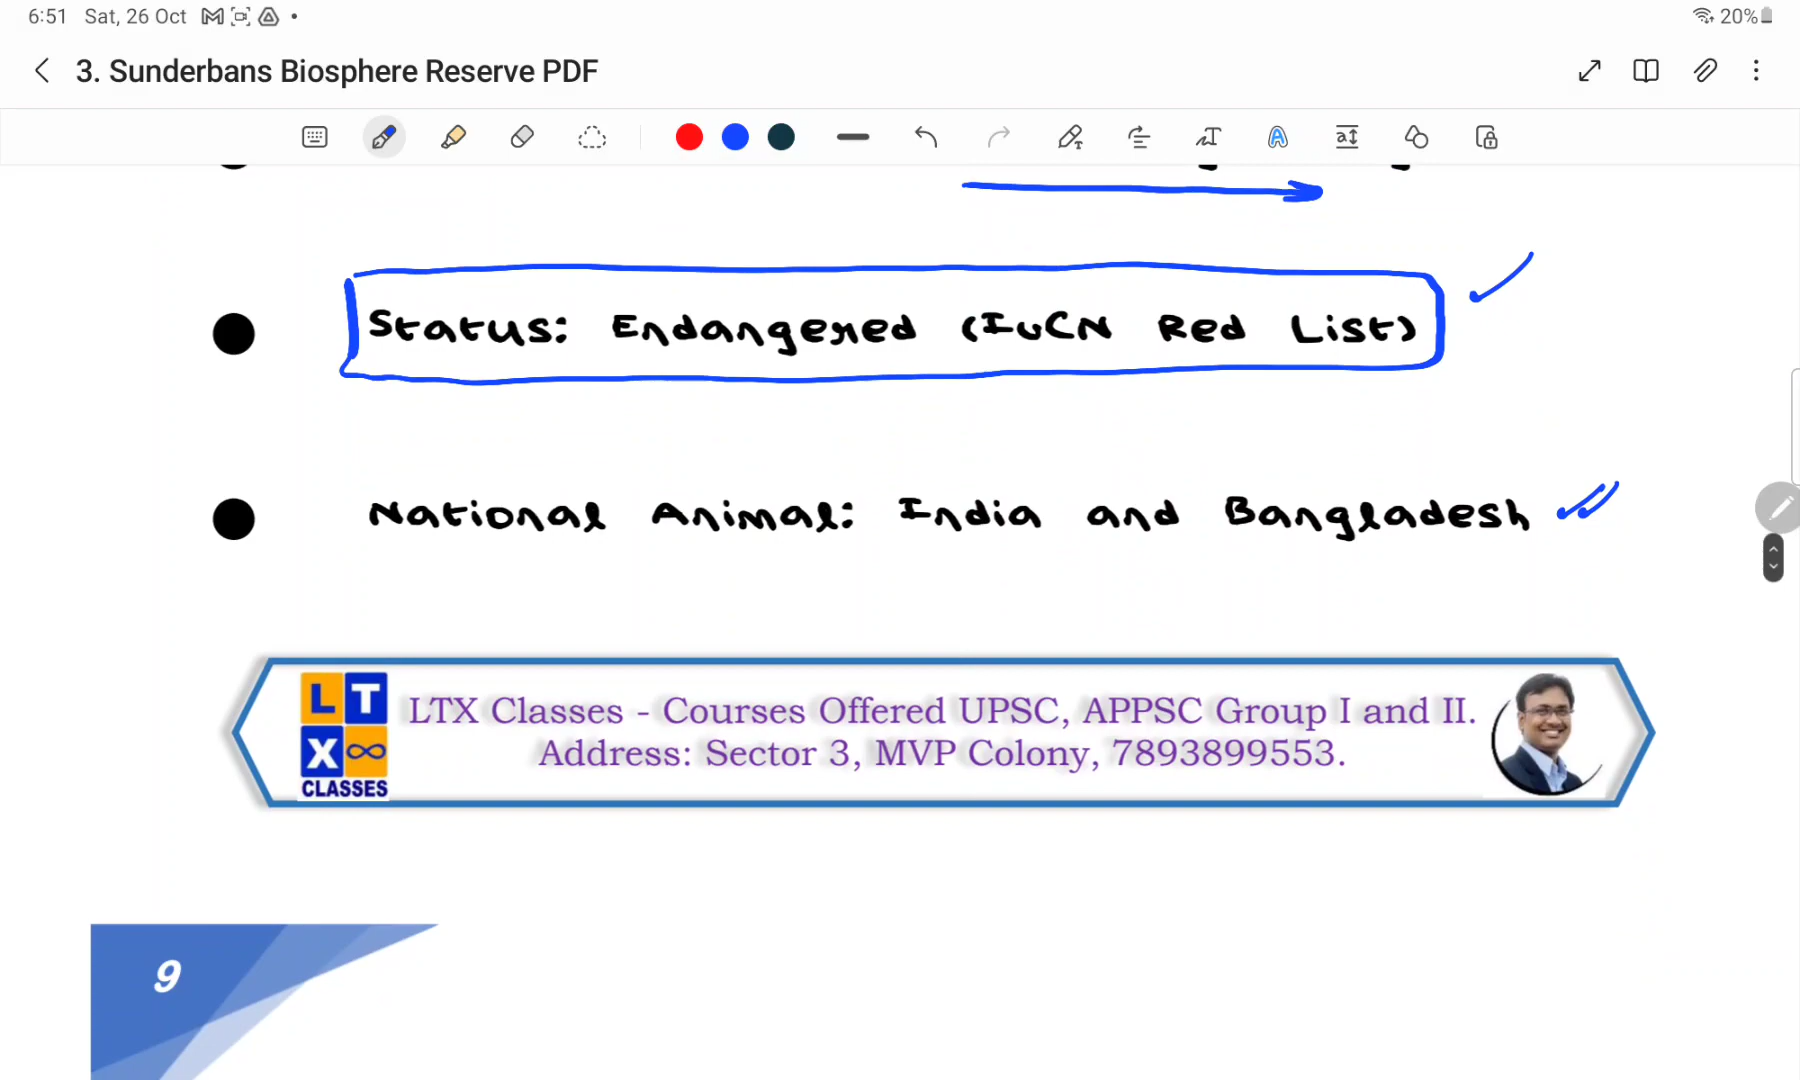 6:51 Sat, 26 Oct 20%
3. Sunderbans Biosphere Reserve PDF
Status: Endangered (IUCN Red List)
National Animal: India and Bangladesh
LTX Classes - Courses Offered UPSC, APPSC Group I and II.
Address: Sector 3, MVP Colony, 7893899553.
L T
X ∞
CLASSES
9